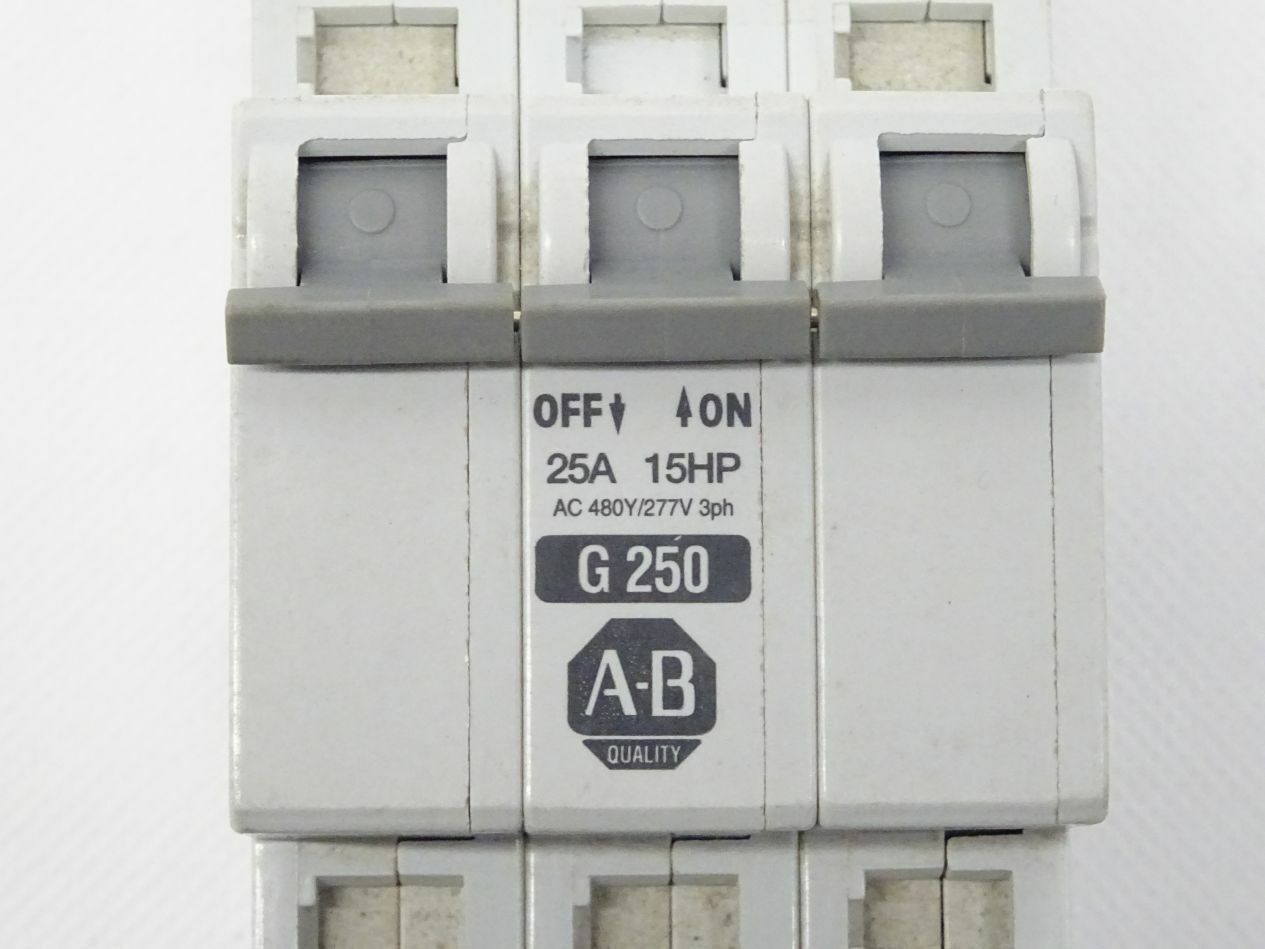 OFF ↓ ↑ ON
25A 15HP
AC 480Y/277V 3ph
G 250
A-B
QUALITY